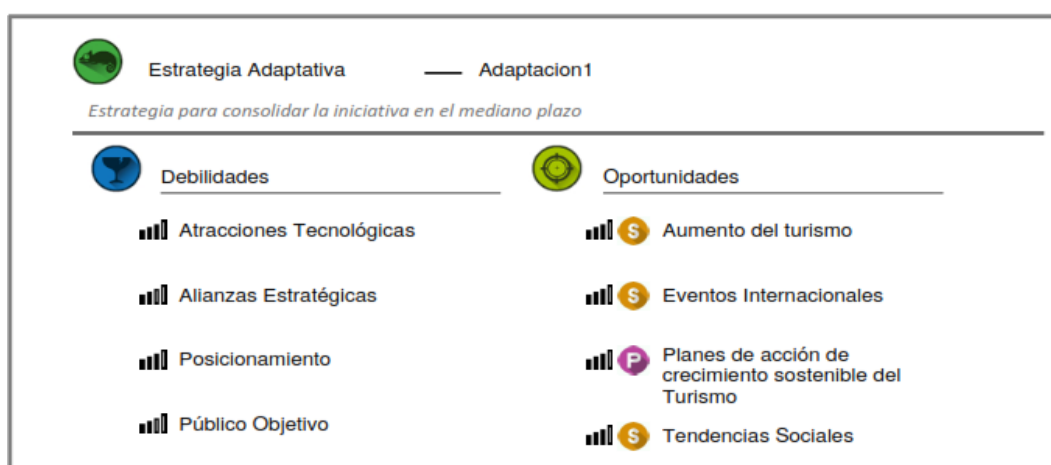 Estrategia Adaptativa — Adaptacion1
Estrategia para consolidar la iniciativa en el mediano plazo
Debilidades
Atracciones Tecnológicas
Alianzas Estratégicas
Posicionamiento
Público Objetivo
Oportunidades
S Aumento del turismo
S Eventos Internacionales
P Planes de acción de
crecimiento sostenible del
Turismo
S Tendencias Sociales